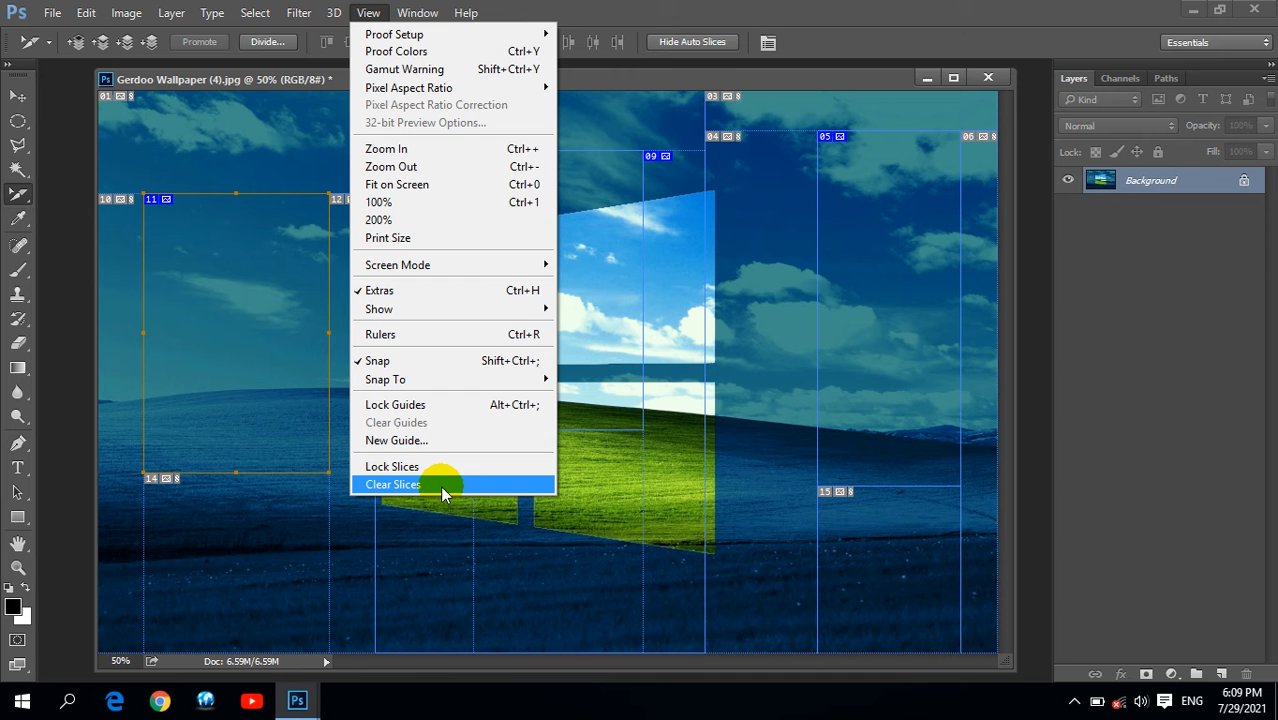 Ps File Edit Image Layer Type Select Filter 3D View Window Help
Promote Divide... Hide Auto Slices Essentials
Ps Gerdoo Wallpaper (4).jpg @ 50% (RGB/8#) *
Proof Setup
Proof Colors Ctrl+Y
Gamut Warning Shift+Ctrl+Y
Pixel Aspect Ratio
Pixel Aspect Ratio Correction
32-bit Preview Options...
Zoom In Ctrl++
Zoom Out Ctrl+-
Fit on Screen Ctrl+0
100% Ctrl+1
200%
Print Size
Screen Mode
Extras Ctrl+H
Show
Rulers Ctrl+R
Snap Shift+Ctrl+;
Snap To
Lock Guides Alt+Ctrl+;
Clear Guides
New Guide...
Lock Slices
Clear Slices
01
03
04 05 06
09
10 11 12
14
15
Layers Channels Paths
Kind
Normal Opacity: 100%
Lock: Fill: 100%
Background
50% Doc: 6.59M/6.59M
Ps ENG 6:09 PM
7/29/2021